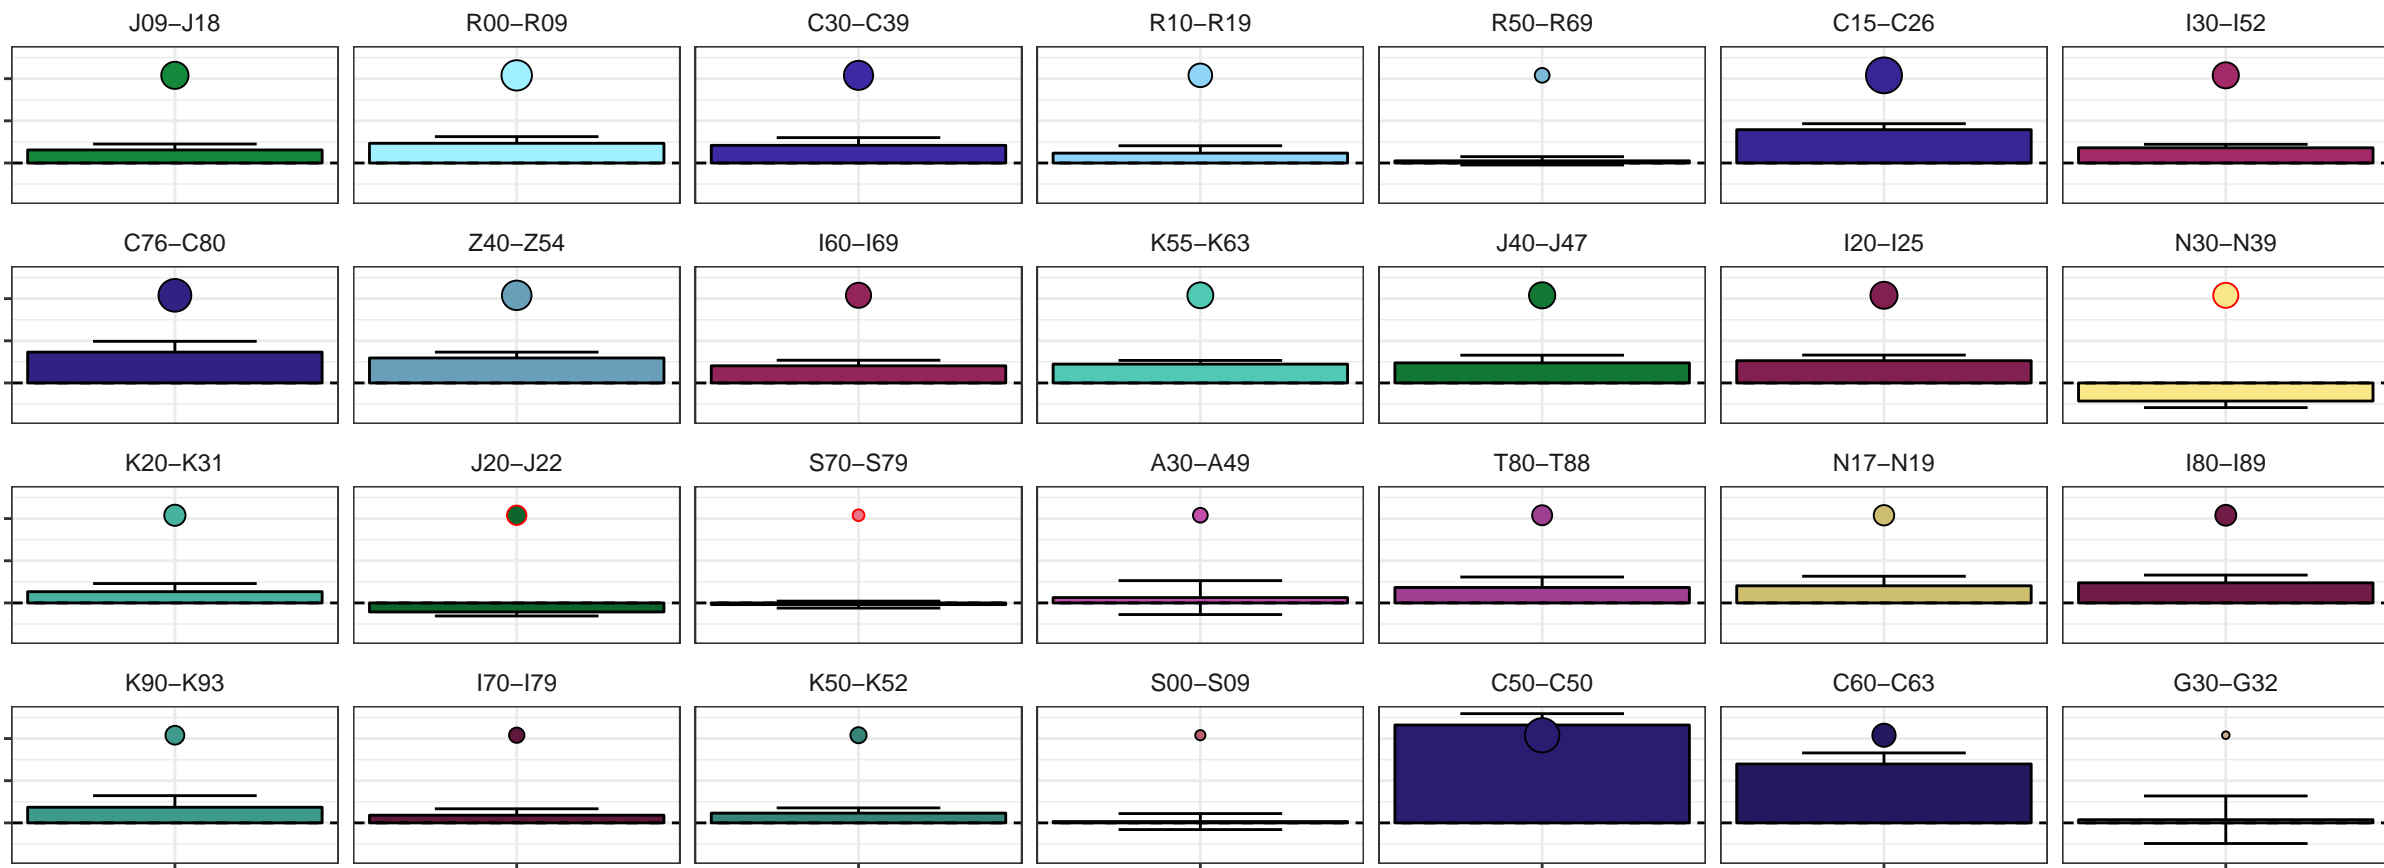 J09–J18 R00–R09 C30–C39 R10–R19 R50–R69 C15–C26 I30–I52
C76–C80 Z40–Z54 I60–I69 K55–K63 J40–J47 I20–I25 N30–N39
K20–K31 J20–J22 S70–S79 A30–A49 T80–T88 N17–N19 I80–I89
K90–K93 I70–I79 K50–K52 S00–S09 C50–C50 C60–C63 G30–G32